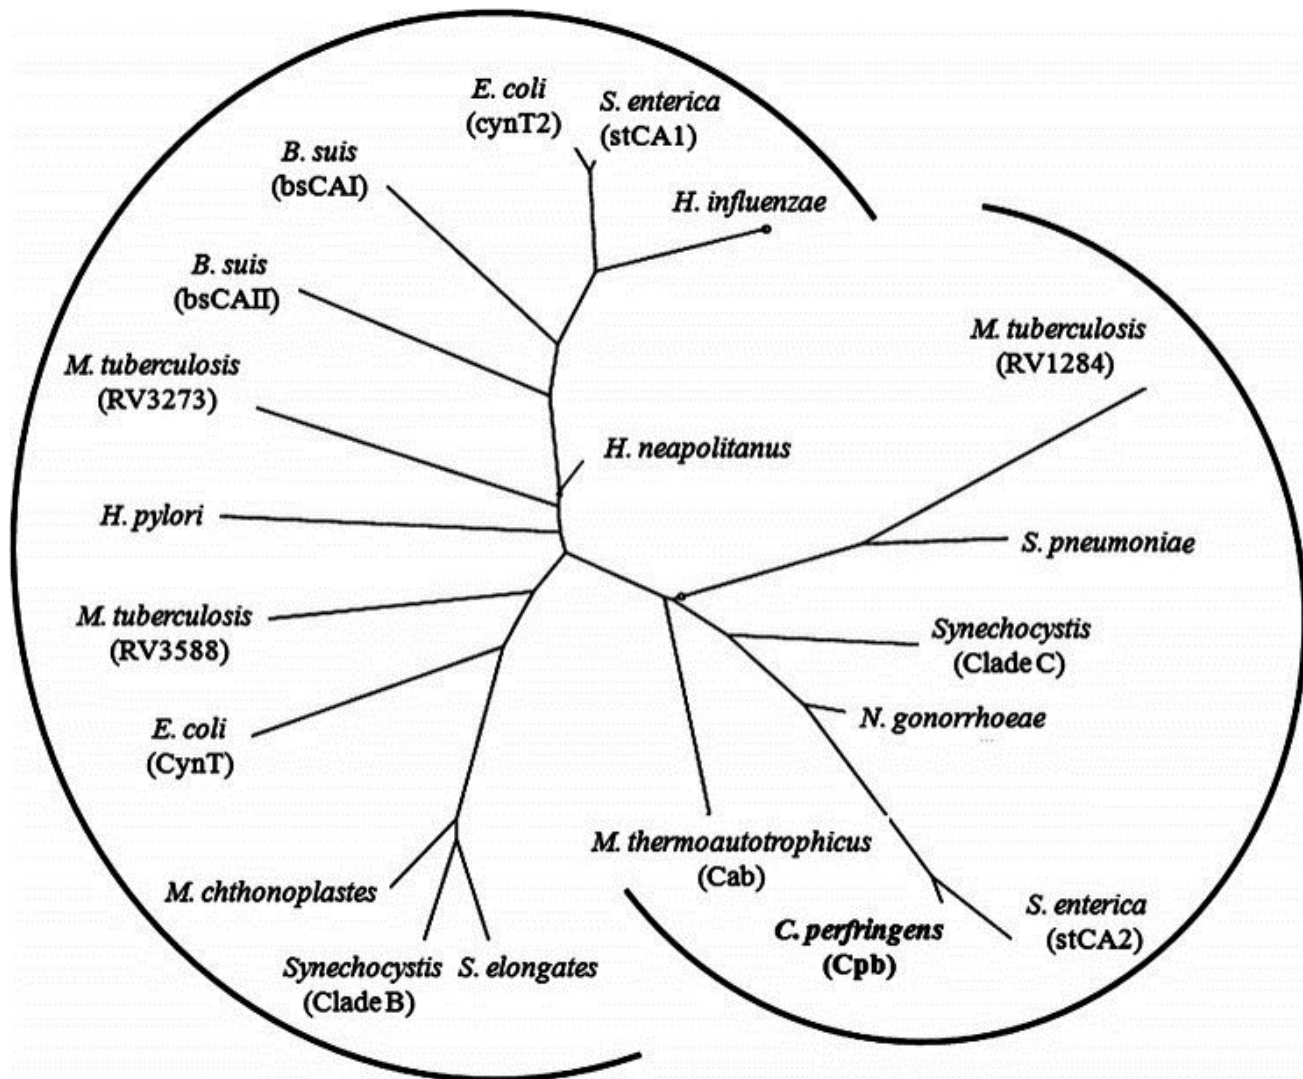 E. coli
(cynT2)
S. enterica
(stCA1)
B. suis
(bsCAI)
H. influenzae
B. suis
(bsCAII)
M. tuberculosis
(RV1284)
M. tuberculosis
(RV3273)
H. neapolitanus
H. pylori
S. pneumoniae
M. tuberculosis
(RV3588)
Synechocystis
(Clade C)
E. coli
(CynT)
N. gonorrhoeae
M. thermoautotrophicus
(Cab)
M. chthonoplastes
C. perfringens
(Cpb)
S. enterica
(stCA2)
Synechocystis
(Clade B)
S. elongates